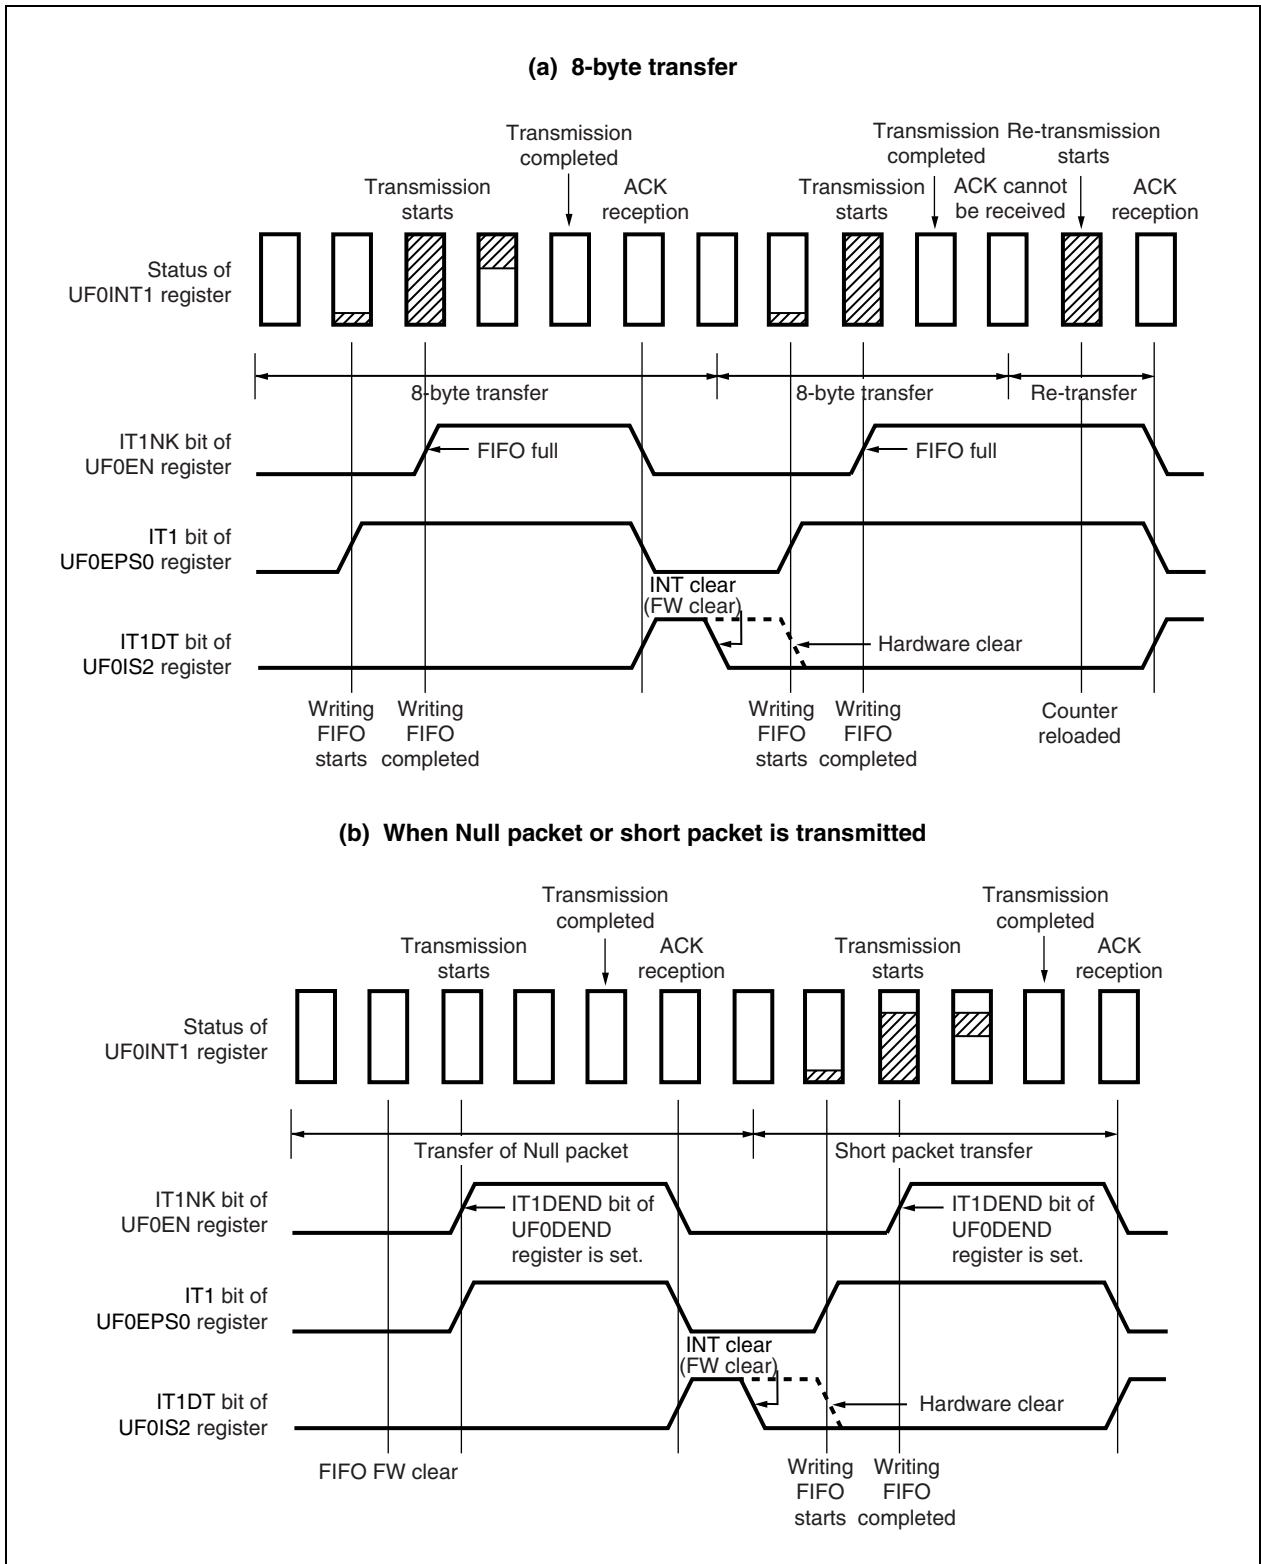 (a) 8-byte transfer
Transmission
completed
Transmission
completed
Re-transmission
starts
Transmission
starts
ACK
reception
Transmission
starts
ACK cannot
be received
ACK
reception
Status of
UF0INT1 register
8-byte transfer
8-byte transfer
Re-transfer
IT1NK bit of
UF0EN register
FIFO full
FIFO full
IT1 bit of
UF0EPS0 register
INT clear
(FW clear)
IT1DT bit of
UF0IS2 register
Hardware clear
Writing
FIFO
starts
Writing
FIFO
completed
Writing
FIFO
starts
Writing
FIFO
completed
Counter
reloaded
(b) When Null packet or short packet is transmitted
Transmission
completed
Transmission
completed
Transmission
starts
ACK
reception
Transmission
starts
ACK
reception
Status of
UF0INT1 register
Transfer of Null packet
Short packet transfer
IT1NK bit of
UF0EN register
IT1DEND bit of
UF0DEND
register is set.
IT1DEND bit of
UF0DEND
register is set.
IT1 bit of
UF0EPS0 register
INT clear
(FW clear)
IT1DT bit of
UF0IS2 register
Hardware clear
FIFO FW clear
Writing
FIFO
starts
Writing
FIFO
completed